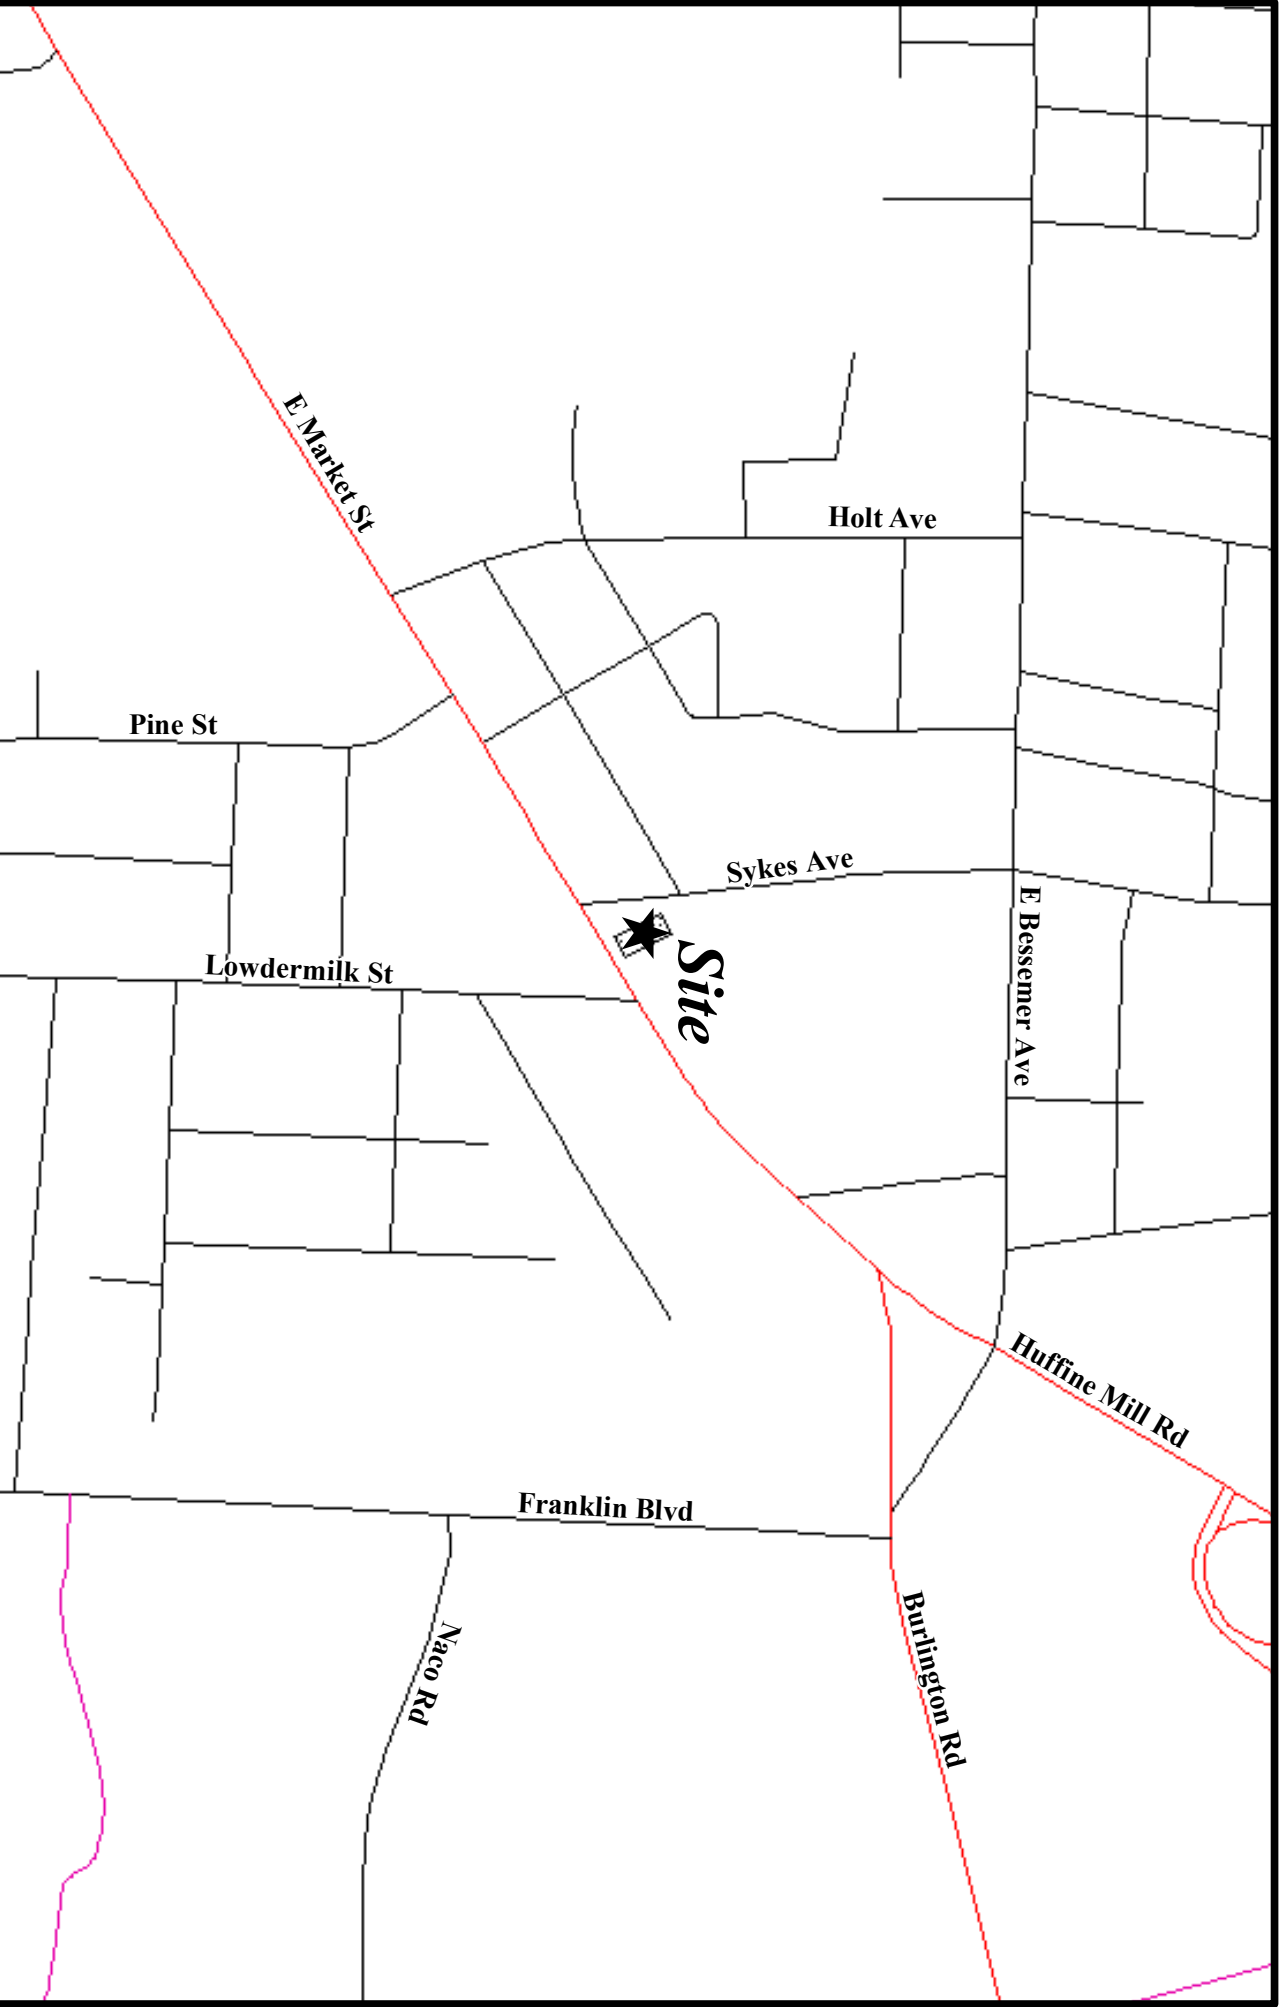 E Market St
Holt Ave
Pine St
Sykes Ave
E Bessemer Ave
Lowdermilk St
Site
Huffine Mill Rd
Franklin Blvd
Naco Rd
Burlington Rd